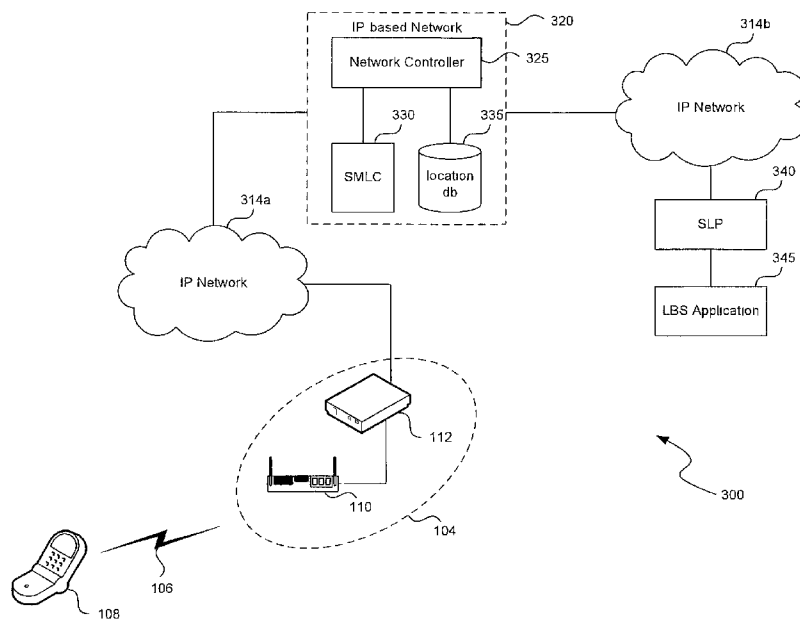 IP based Network
320
Network Controller
325
314b
IP Network
330
335
SMLC
location
db
340
314a
SLP
345
IP Network
LBS Application
112
110
300
104
106
108